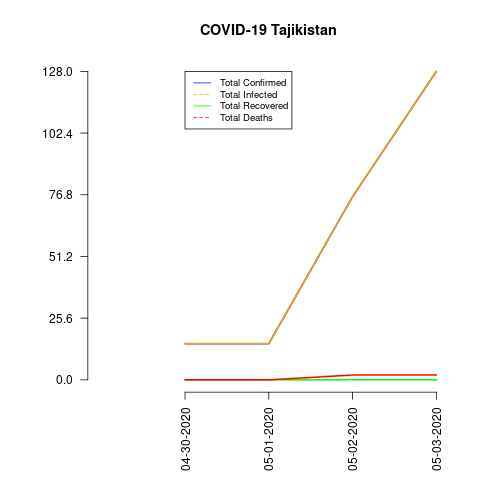 COVID-19 Tajikistan
Total Confirmed
Total Infected
Total Recovered
Total Deaths
128.0
102.4
76.8
51.2
25.6
0.0
04-30-2020
05-01-2020
05-02-2020
05-03-2020